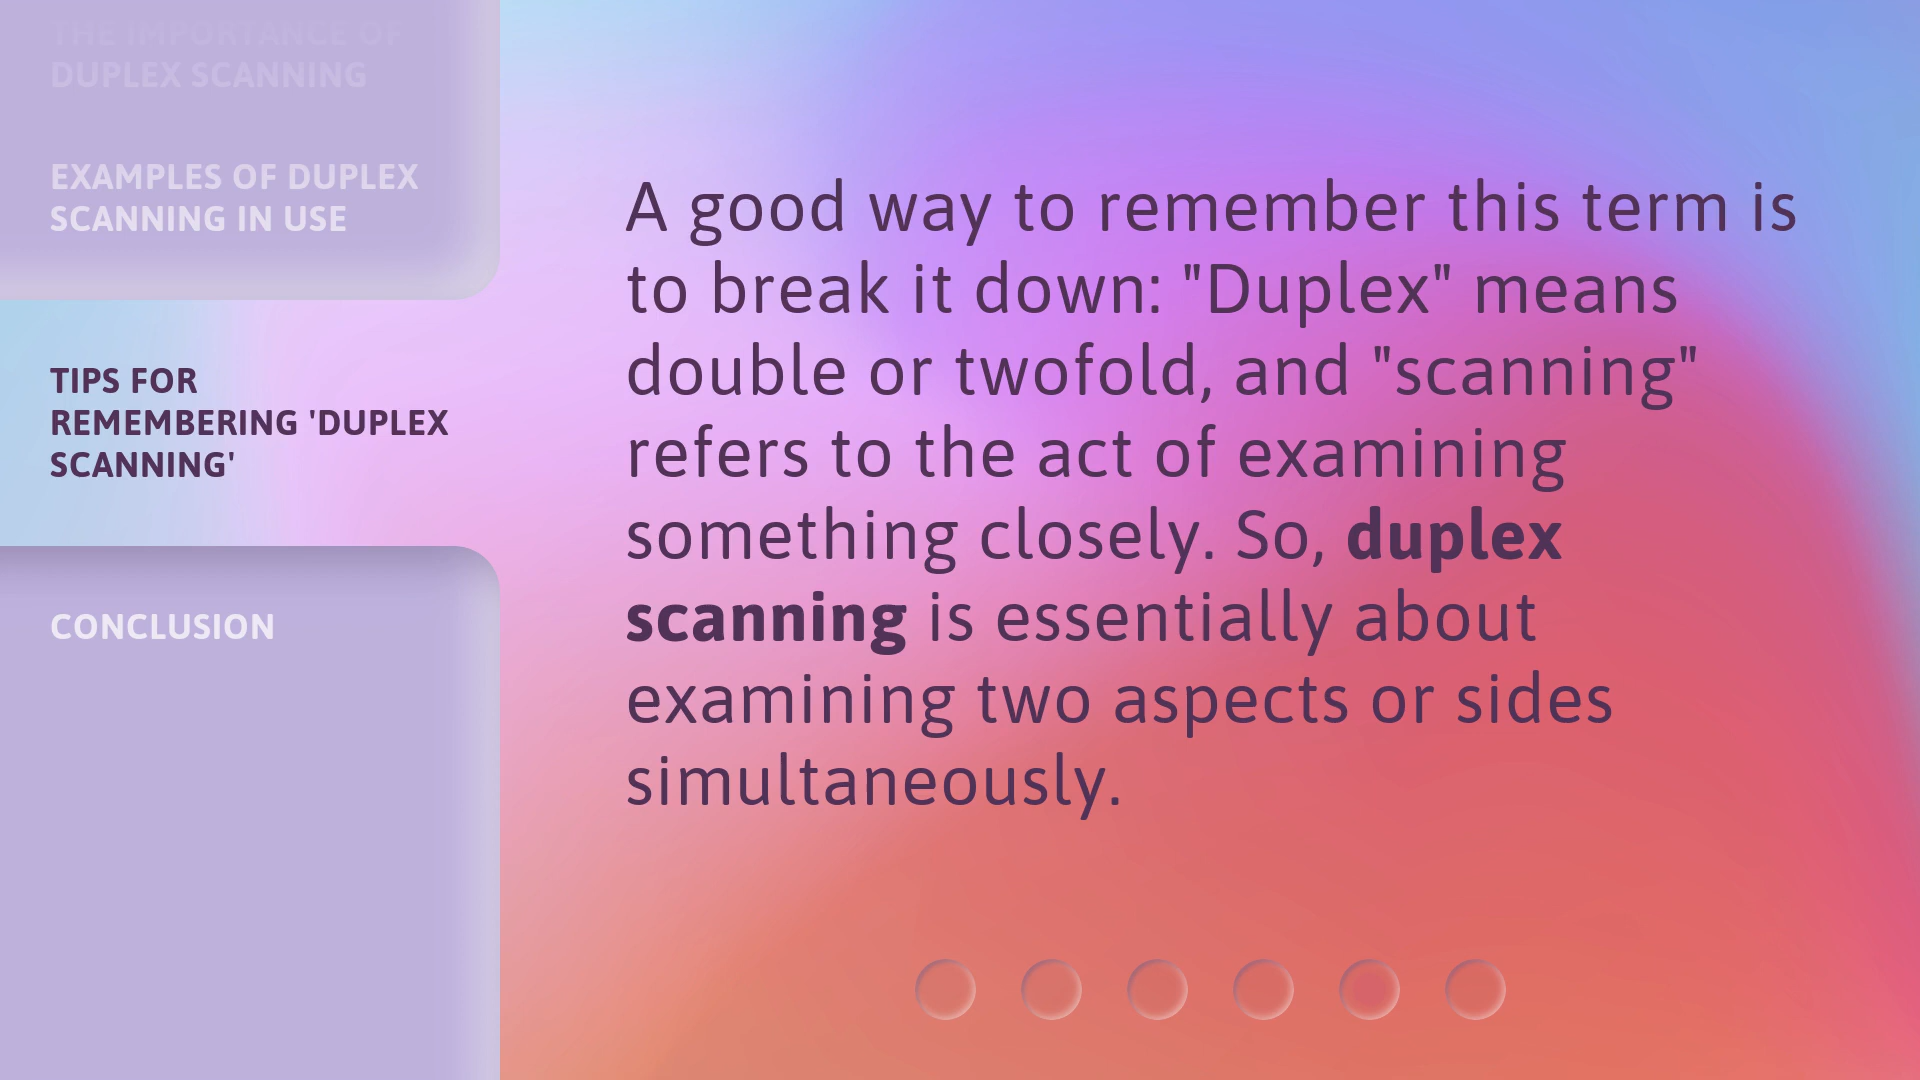 THE IMPORTANCE OF
DUPLEX SCANNING
EXAMPLES OF DUPLEX
SCANNING IN USE
TIPS FOR
REMEMBERING 'DUPLEX
SCANNING'
CONCLUSION
A good way to remember this term is
to break it down: "Duplex" means
double or twofold, and "scanning"
refers to the act of examining
something closely. So, duplex
scanning is essentially about
examining two aspects or sides
simultaneously.